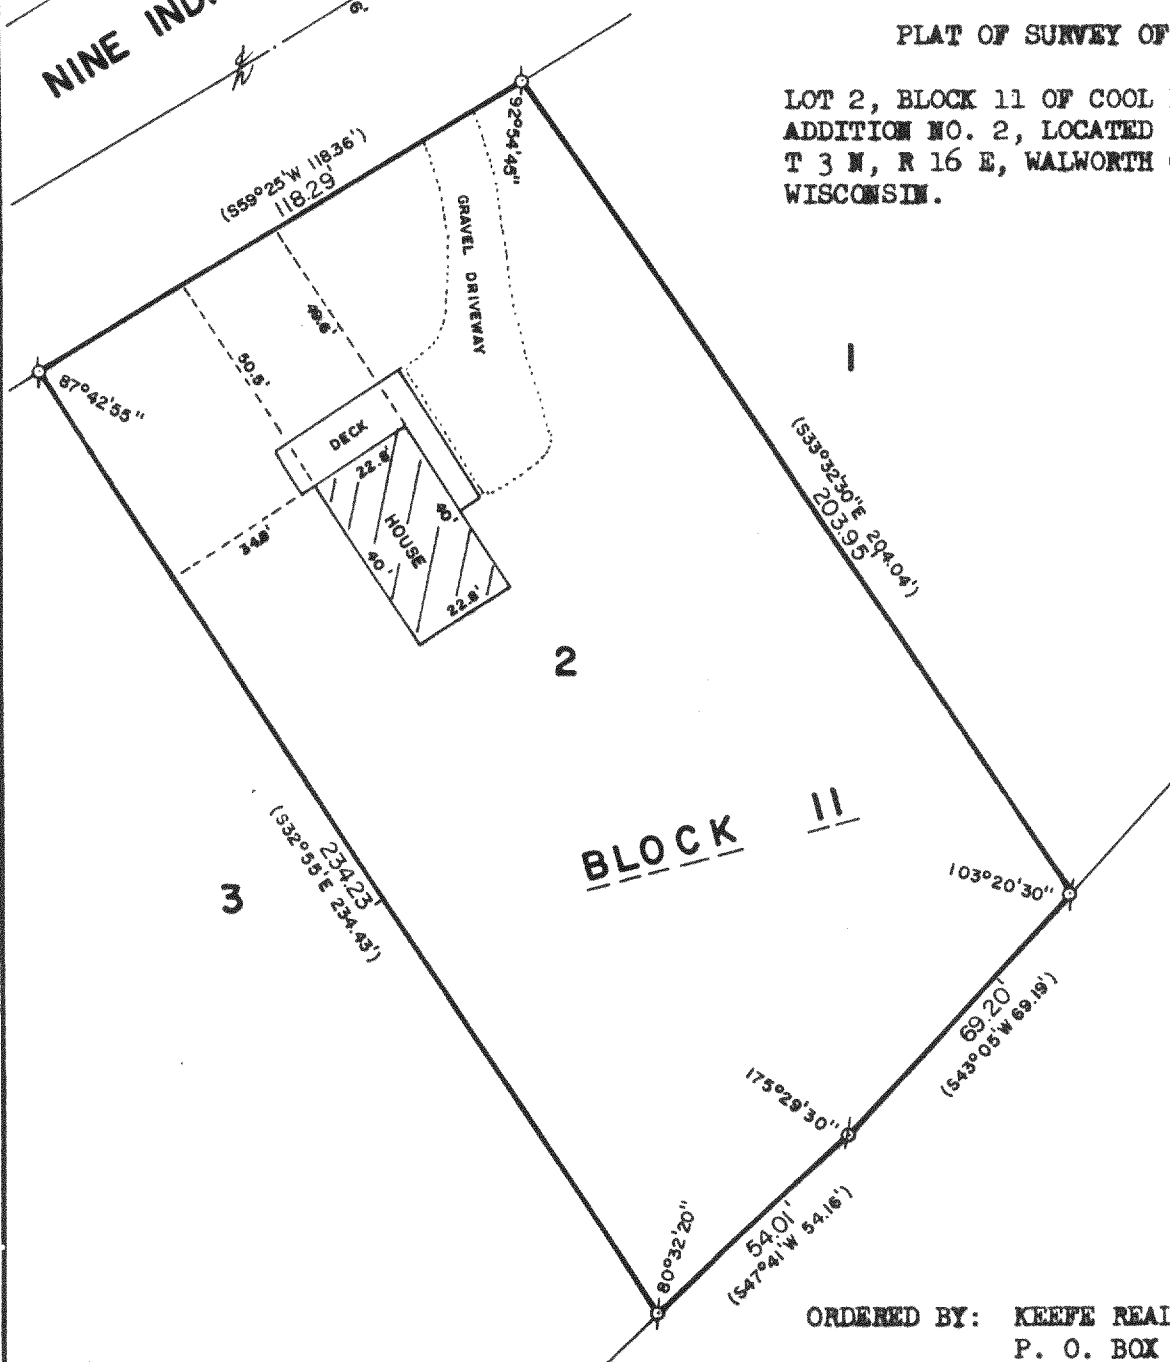 NINE
6'
PLAT OF SURVEY OF
LOT 2, BLOCK 11 OF COOL
ADDITION NO. 2, LOCATED
T 3 N, R 16 E, WALWORTH
WISCONSIN.
92°54'45"
(S59°25'W 118.36')
118.29'
GRAVEL DRIVEWAY
50.5'
87°42'55"
DECK
22.8'
40'
HOUSE
40'
22.8'
1
(S33°32'30"E 204.04')
203.95'
2
BLOCK 11
3
234.23'
(S32°55'E 234.43')
103°20'30"
69.20'
(S43°05'W 69.19')
175°29'30"
54.01'
(S47°41'W 54.16')
80°32'20"
ORDERED BY: KEEFE
P. O. BOX